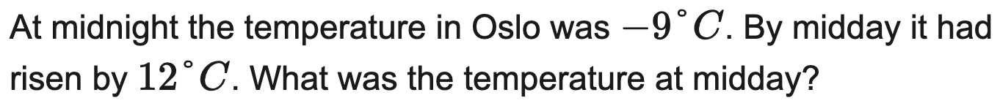 At midnight the temperature in Oslo was −9°C. By midday it had
risen by 12°C. What was the temperature at midday?